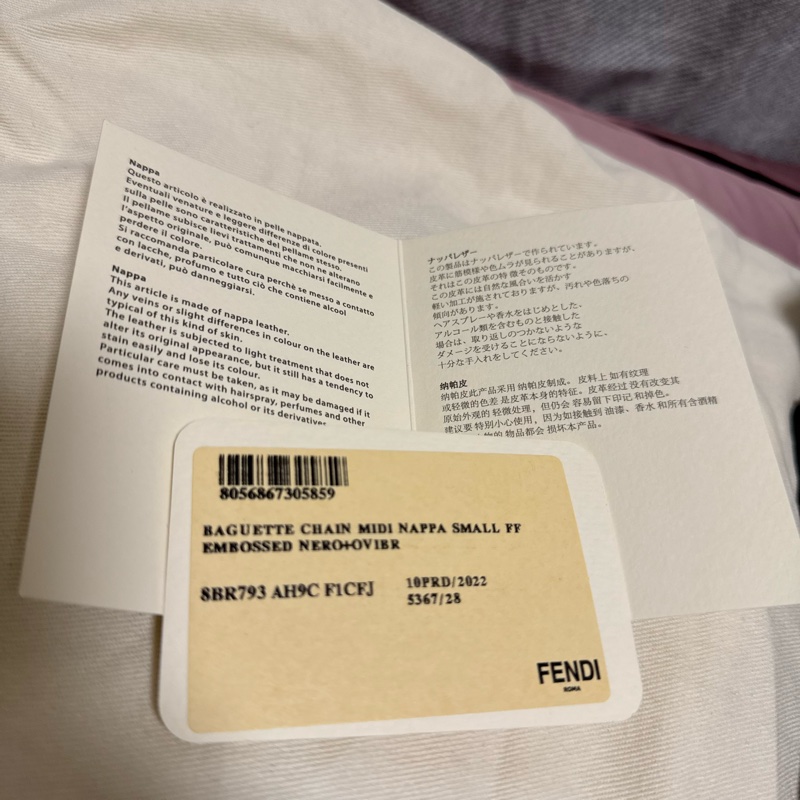 Nappa
Questo articolo è realizzato in pelle nappata.
Eventuali venature e leggere differenze di colore presenti
sulla pelle sono caratteristiche del pellame stesso.
Il pellame subisce lievi trattamenti che non ne alterano
l'aspetto originale, può comunque macchiarsi facilmente e
perdere il colore.
Si raccomanda particolare cura perchè se messo a contatto
con lacche, profumo e tutto ciò che contiene alcool
e derivati, può danneggiarsi.
Nappa
This article is made of nappa leather.
Any veins or slight differences in colour on the leather are
typical of this kind of skin.
The leather is subjected to light treatment that does not
alter its original appearance, but it still has a tendency to
stain easily and lose its colour.
Particular care must be taken, as it may be damaged if it
comes into contact with hairspray, perfumes and other
products containing alcohol or its derivatives
ナッパレザー
この製品はナッパレザーで作られています。
皮革に筋模様や色ムラが見られることがありますが、
それはこの皮革の特 徴そのものです。
この皮革には自然な風合いを活かす
軽い加工が施されておりますが、汚れや色落ちの
傾向があります。
ヘアスプレーや香水をはじめとした、
アルコール類を含むものと接触した
場合は、取り返しのつかないような
ダメージを受けることにならないように、
十分な手入れをしてください。
纳帕皮
纳帕皮此产品采用 纳帕皮制成。 皮料上 如有纹理
或轻微的色差 是皮革本身的特征。皮革经过 没有改变其
原始外观的 轻微处理，但仍会 容易留下印记 和掉色。
建议要 特别小心使用，因为如接触到 油漆、香水 和所有含酒精
物的 物品都会 损坏本产品。
8056867305859
BAGUETTE CHAIN MIDI NAPPA SMALL FF
EMBOSSED NERO+OVIBR
8BR793 AH9C F1CFJ
10PRD/2022
5367/28
FENDI
ROMA